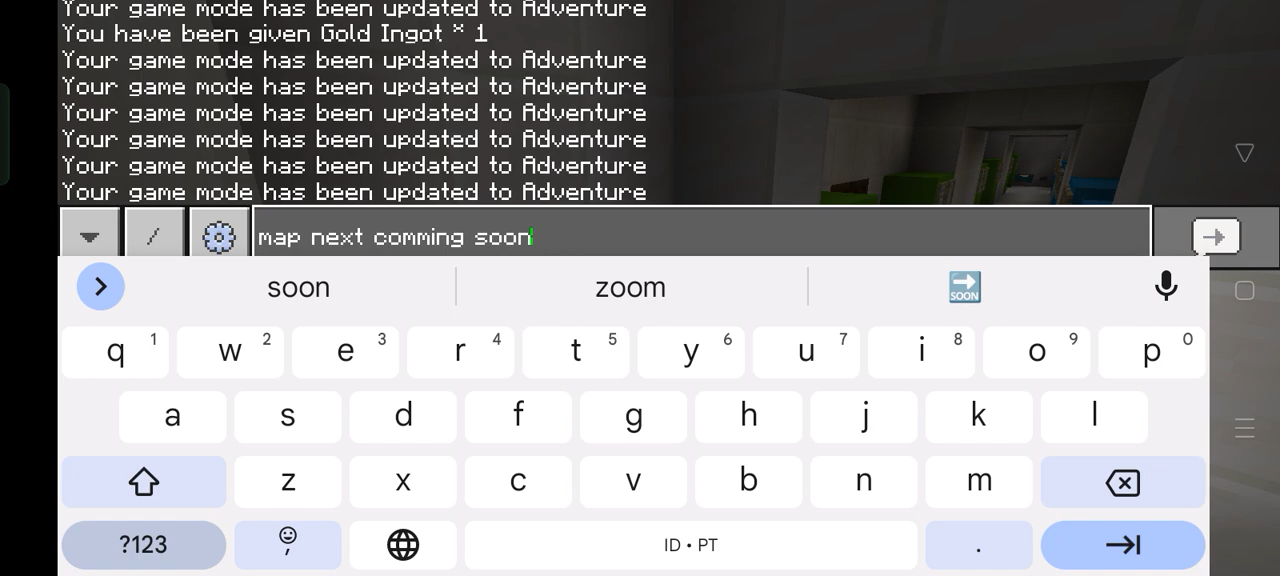 Your game mode has been updated to Adventure
You have been given Gold Ingot * 1
Your game mode has been updated to Adventure
Your game mode has been updated to Adventure
Your game mode has been updated to Adventure
Your game mode has been updated to Adventure
Your game mode has been updated to Adventure
Your game mode has been updated to Adventure
/ map next comming soon
soon zoom SOON
q 1 w 2 e 3 r 4 t 5 y 6 u 7 i 8 o 9 p 0
a s d f g h j k l
z x c v b n m
?123 , ID • PT .